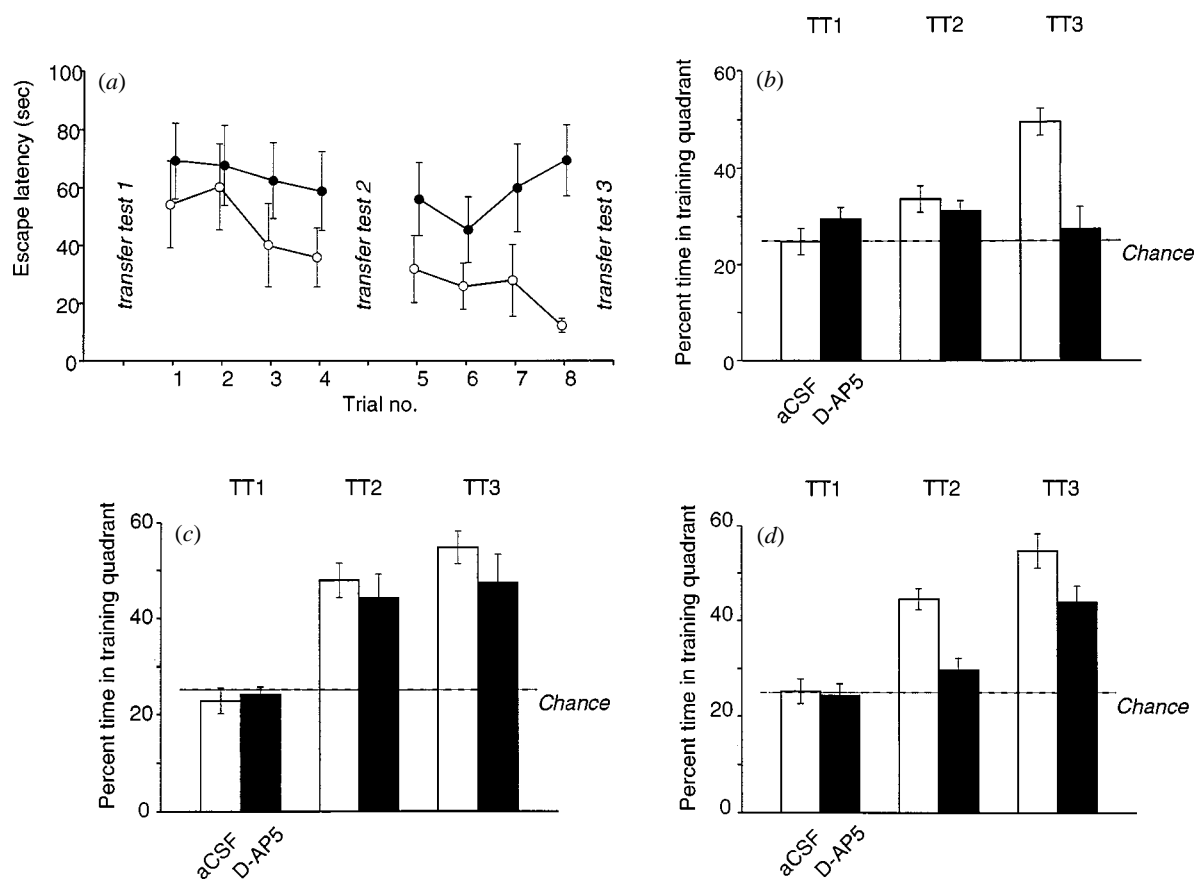 (a)
Escape latency (sec)
100
80
60
40
20
0
transfer test 1
transfer test 2
transfer test 3
1 2 3 4 5 6 7 8
Trial no.
TT1 TT2 TT3
(b)
Percent time in training quadrant
60
40
20
0
Chance
aCSF
D-AP5
TT1 TT2 TT3
(c)
Percent time in training quadrant
60
40
20
0
Chance
aCSF
D-AP5
TT1 TT2 TT3
(d)
Percent time in training quadrant
60
40
20
0
Chance
aCSF
D-AP5